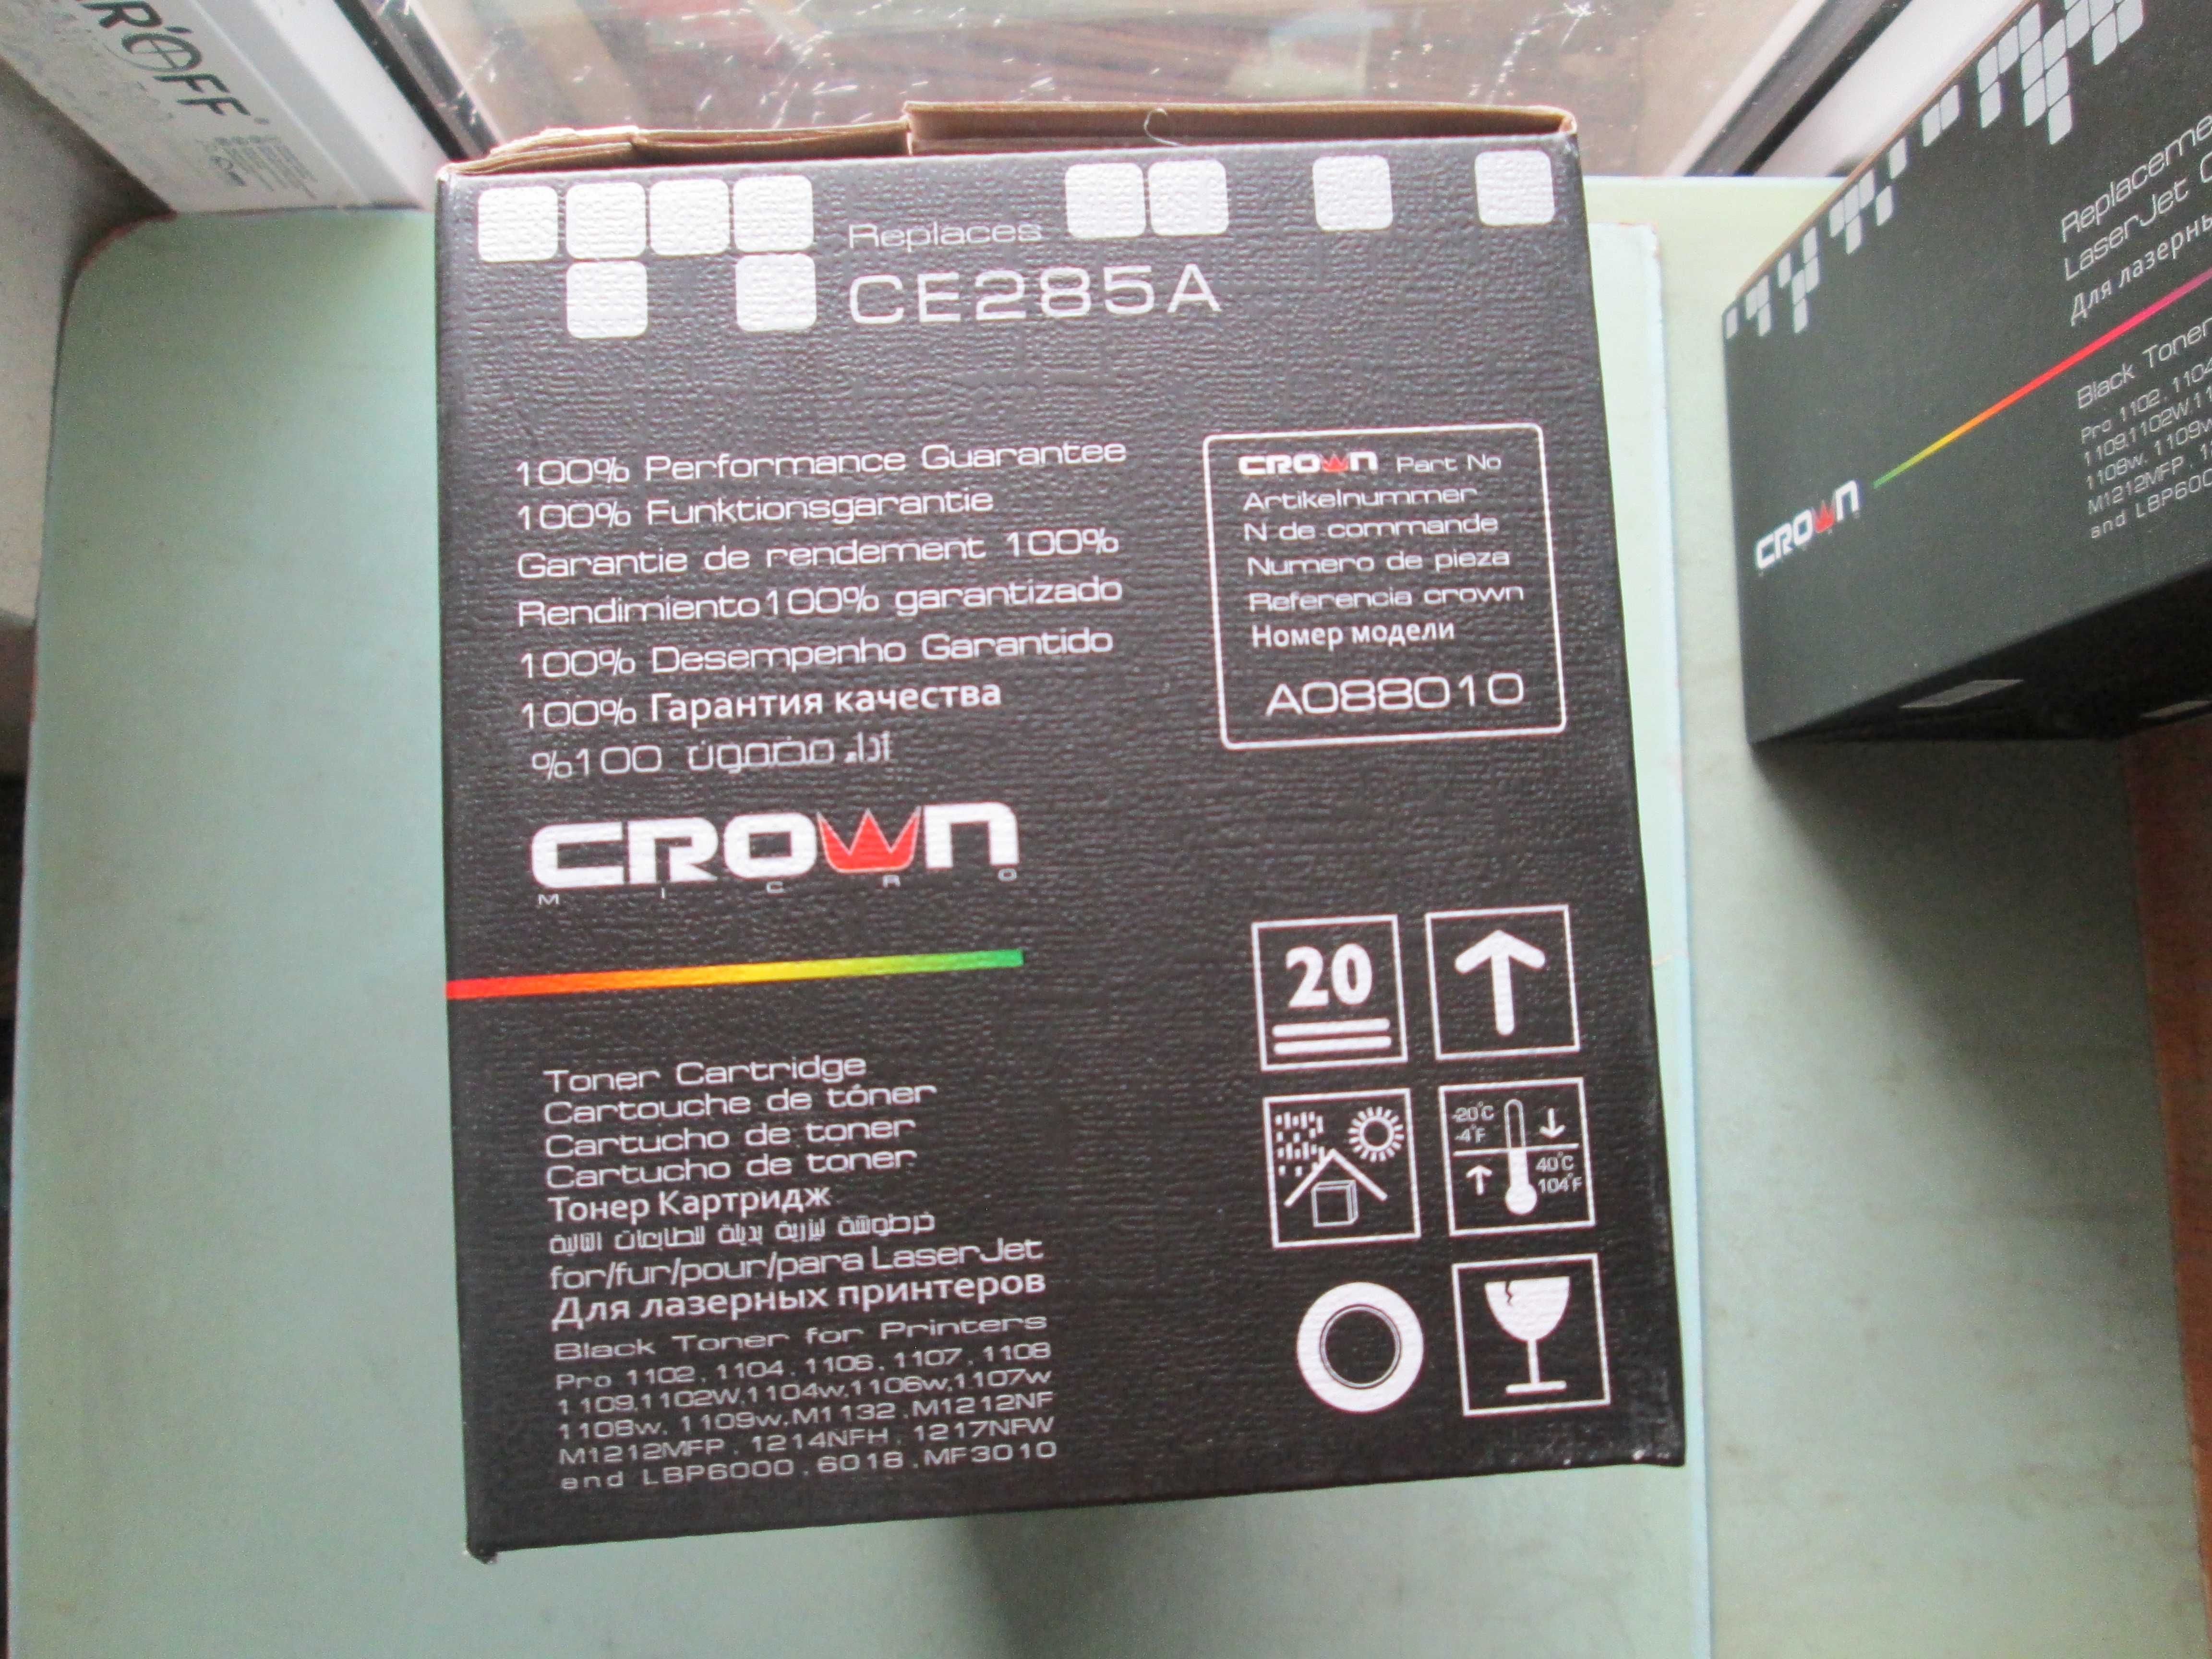 R'OFF
Replaces
CE285A
100% Performance Guarantee
100% Funktionsgarantie
Garantie de rendement 100%
Rendimiento100% garantizado
100% Desempenho Garantido
100% Гарантия качества
%100 أداء مضمون
CROWN
MICRO
CROWN Part No
Artikelnummer
N de commande
Numero de pieza
Referencia crown
Номер модели
A088010
20
-20°C
-4°F
40°C
104°F
Toner Cartridge
Cartouche de tóner
Cartucho de toner
Cartucho de toner
Тонер Картридж
خرطوشة ليزرية بديلة للطابعات التالية
for/fur/pour/para LaserJet
Для лазерных принтеров
Black Toner for Printers
Pro 1102, 1104, 1106, 1107, 1108
1109,1102W,1104w,1106w,1107w
1108w, 1109w,M1132 ,M1212NF
M1212MFP , 1214NFH , 1217NFW
and LBP6000 , 6018 ,MF3010
LaserJet
Для
Black Toner
Pro 1102, 1104
1109,1102W,11
1108w, 1109w
M1212MFP , 1
and LBP600
CROWN